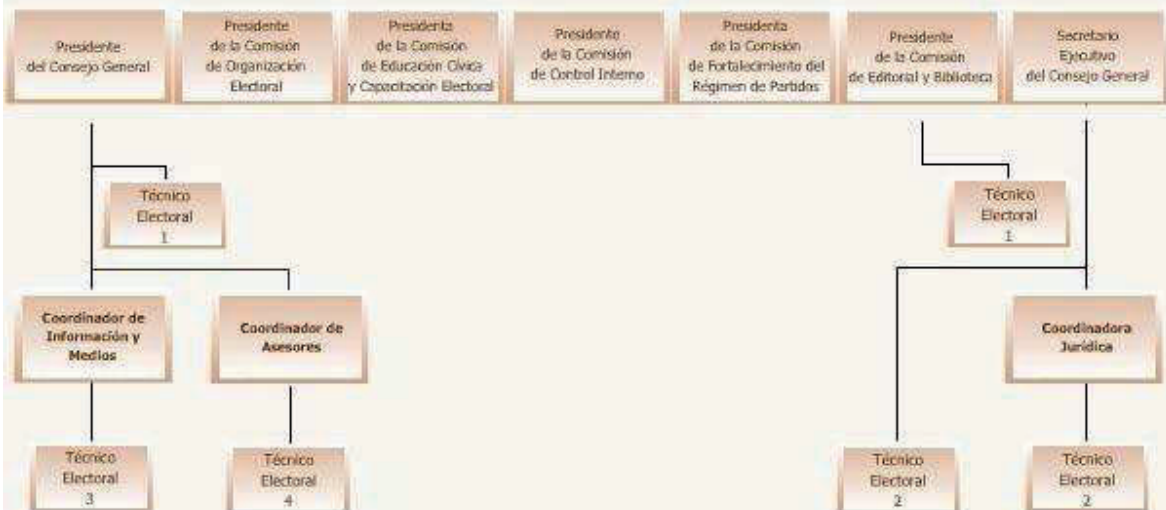 Presidente
del Consejo General
Presidente
de la Comisión
de Organización
Electoral
Presidenta
de la Comisión
de Educación Cívica
y Capacitación Electoral
Presidente
de la Comisión
de Control Interno
Presidenta
de la Comisión
de Fortalecimiento del
Régimen de Partidos
Presidente
de la Comisión
de Editorial y Biblioteca
Secretario
Ejecutivo
del Consejo General
Técnico
Electoral
1
Técnico
Electoral
1
Coordinador de
Información y
Medios
Coordinador de
Asesores
Coordinadora
Jurídica
Técnico
Electoral
3
Técnico
Electoral
4
Técnico
Electoral
2
Técnico
Electoral
2